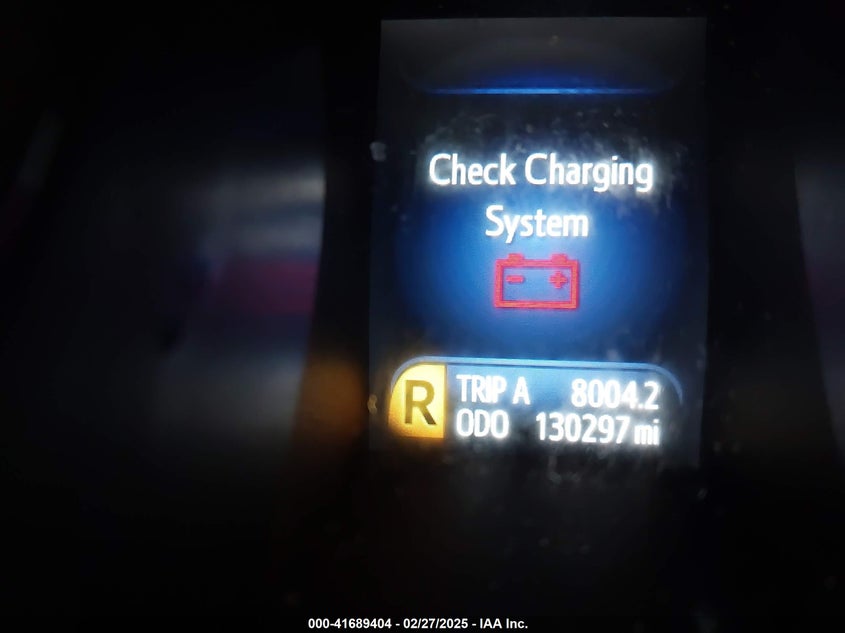 Check Charging
System
- +
R TRIP A 8004.2
ODO 130297 mi
000-41689404 - 02/27/2025 - IAA Inc.